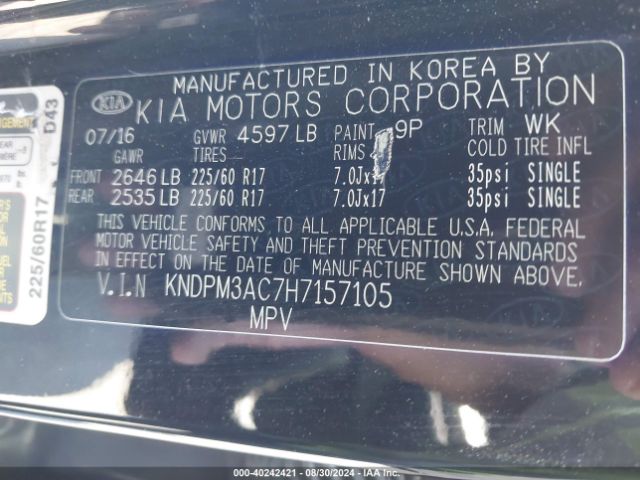 MANUFACTURED IN KOREA BY
KIA KIA MOTORS CORPORATION
07/16 GVWR 4597 LB PAINT 9P TRIM WK
GAWR TIRES RIMS COLD TIRE INFL
FRONT 2646 LB 225/60 R17 7.0Jx17 35psi SINGLE
REAR 2535 LB 225/60 R17 7.0Jx17 35psi SINGLE
THIS VEHICLE CONFORMS TO ALL APPLICABLE U.S.A. FEDERAL
MOTOR VEHICLE SAFETY AND THEFT PREVENTION STANDARDS
IN EFFECT ON THE DATE OF MANUFACTURE SHOWN ABOVE.
V.I.N KNDPM3AC7H7157105
MPV
D43
225/60R17
000-40242421 - 08/30/2024 - IAA Inc.